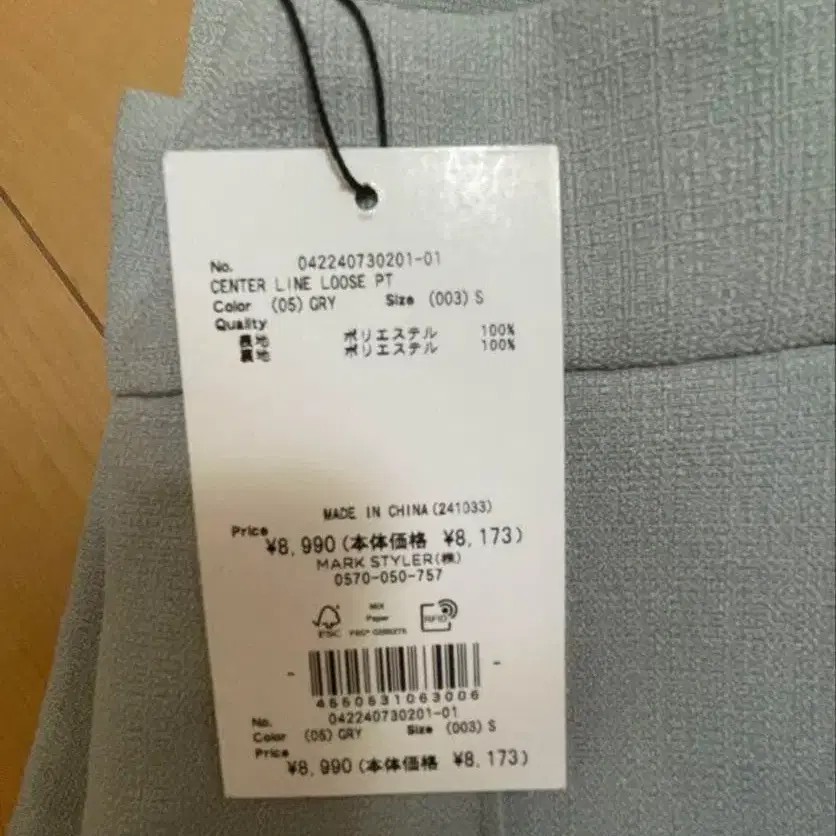 No. 042240730201-01
CENTER LINE LOOSE PT
Color (05) GRY Size (003) S
Quality
表地 ポリエステル 100%
裏地 ポリエステル 100%
MADE IN CHINA(241033)
Price
¥8,990(本体価格 ¥8,173)
MARK STYLER(株)
0570-050-757
FSC
MIX
Paper
RFID
No. 042240730201-01
Color (05) GRY Size (003) S
Price
¥8,990(本体価格 ¥8,173)